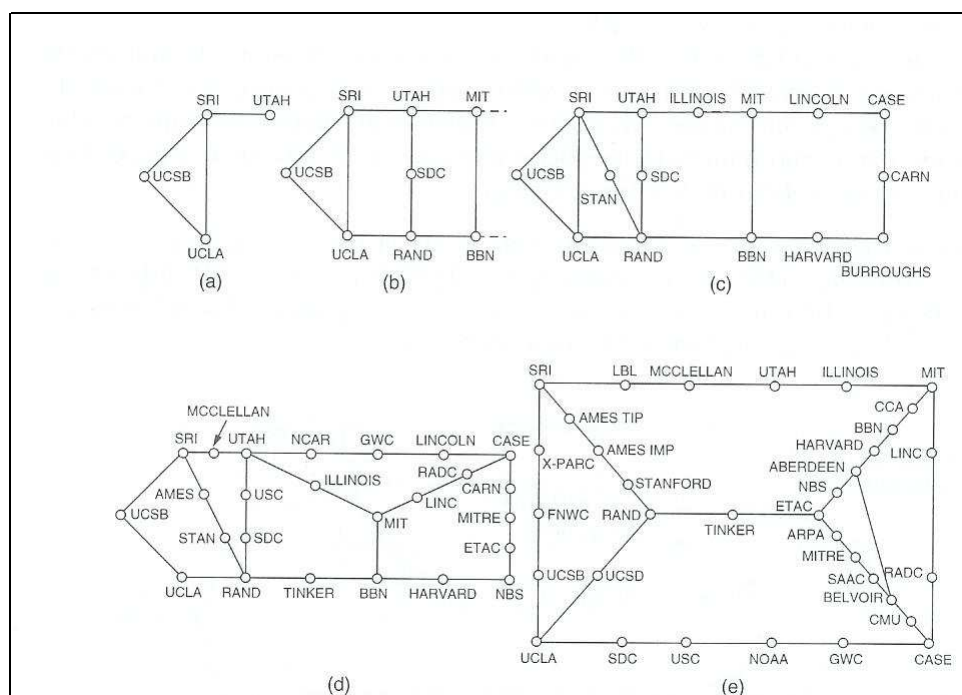 SRI UTAH
UCSB
UCLA
(a)
SRI UTAH MIT
UCSB SDC
UCLA RAND BBN
(b)
SRI UTAH ILLINOIS MIT LINCOLN CASE
UCSB STAN SDC CARN
UCLA RAND BBN HARVARD BURROUGHS
(c)
MCCLELLAN
SRI UTAH NCAR GWC LINCOLN CASE
RADC
AMES USC ILLINOIS LINC CARN
UCSB MIT MITRE
STAN SDC ETAC
UCLA RAND TINKER BBN HARVARD NBS
(d)
SRI LBL MCCLELLAN UTAH ILLINOIS MIT
CCA
AMES TIP BBN
X-PARC AMES IMP HARVARD LINC
ABERDEEN
STANFORD NBS
FNWC RAND TINKER ETAC
ARPA
MITRE
UCSB UCSD SAAC RADC
BELVOIR
CMU
UCLA SDC USC NOAA GWC CASE
(e)